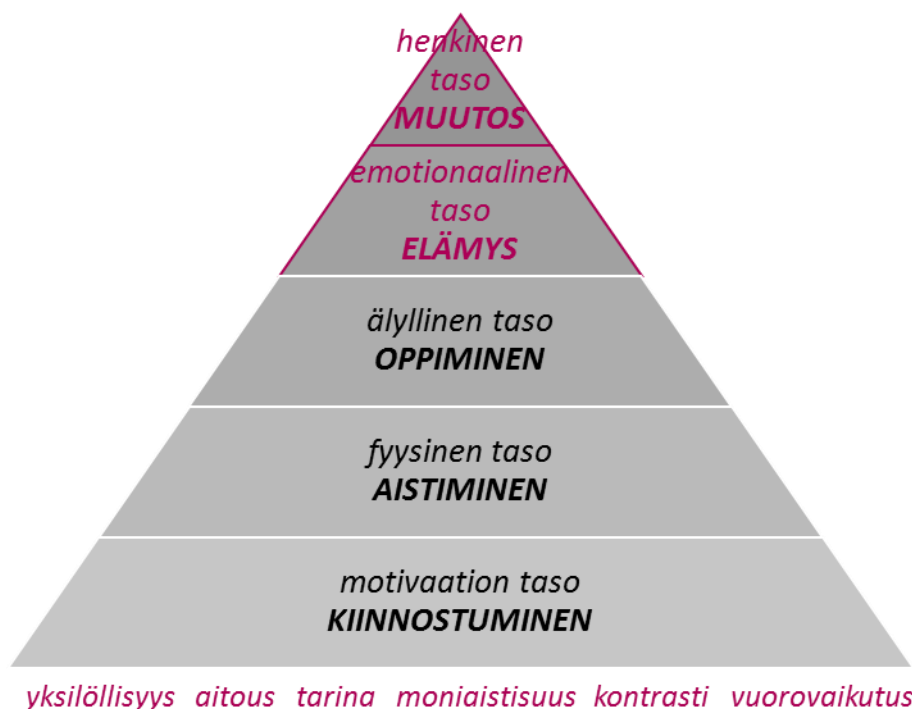 henkinen
taso
MUUTOS
emotionaalinen
taso
ELÄMYS
älyllinen taso
OPPIMINEN
fyysinen taso
AISTIMINEN
motivaation taso
KIINNOSTUMINEN
yksilöllisyys aitous tarina moniaistisuus kontrasti vuorovaikutus